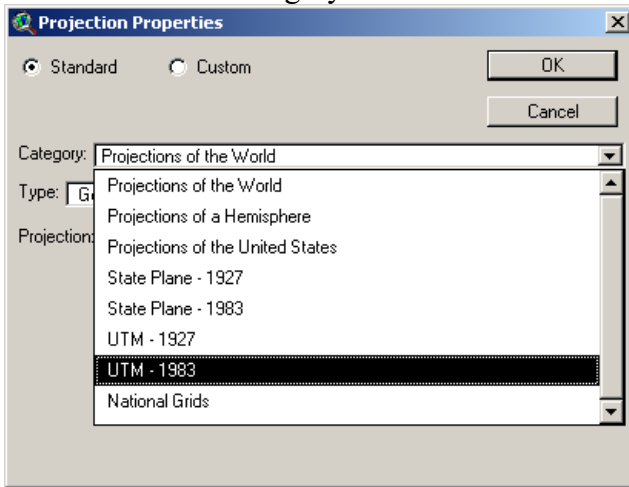 Projection Properties
Standard Custom OK
Cancel
Category: Projections of the World
Type:
Projections of the World
Projection:
Projections of a Hemisphere
Projections of the United States
State Plane - 1927
State Plane - 1983
UTM - 1927
UTM - 1983
National Grids